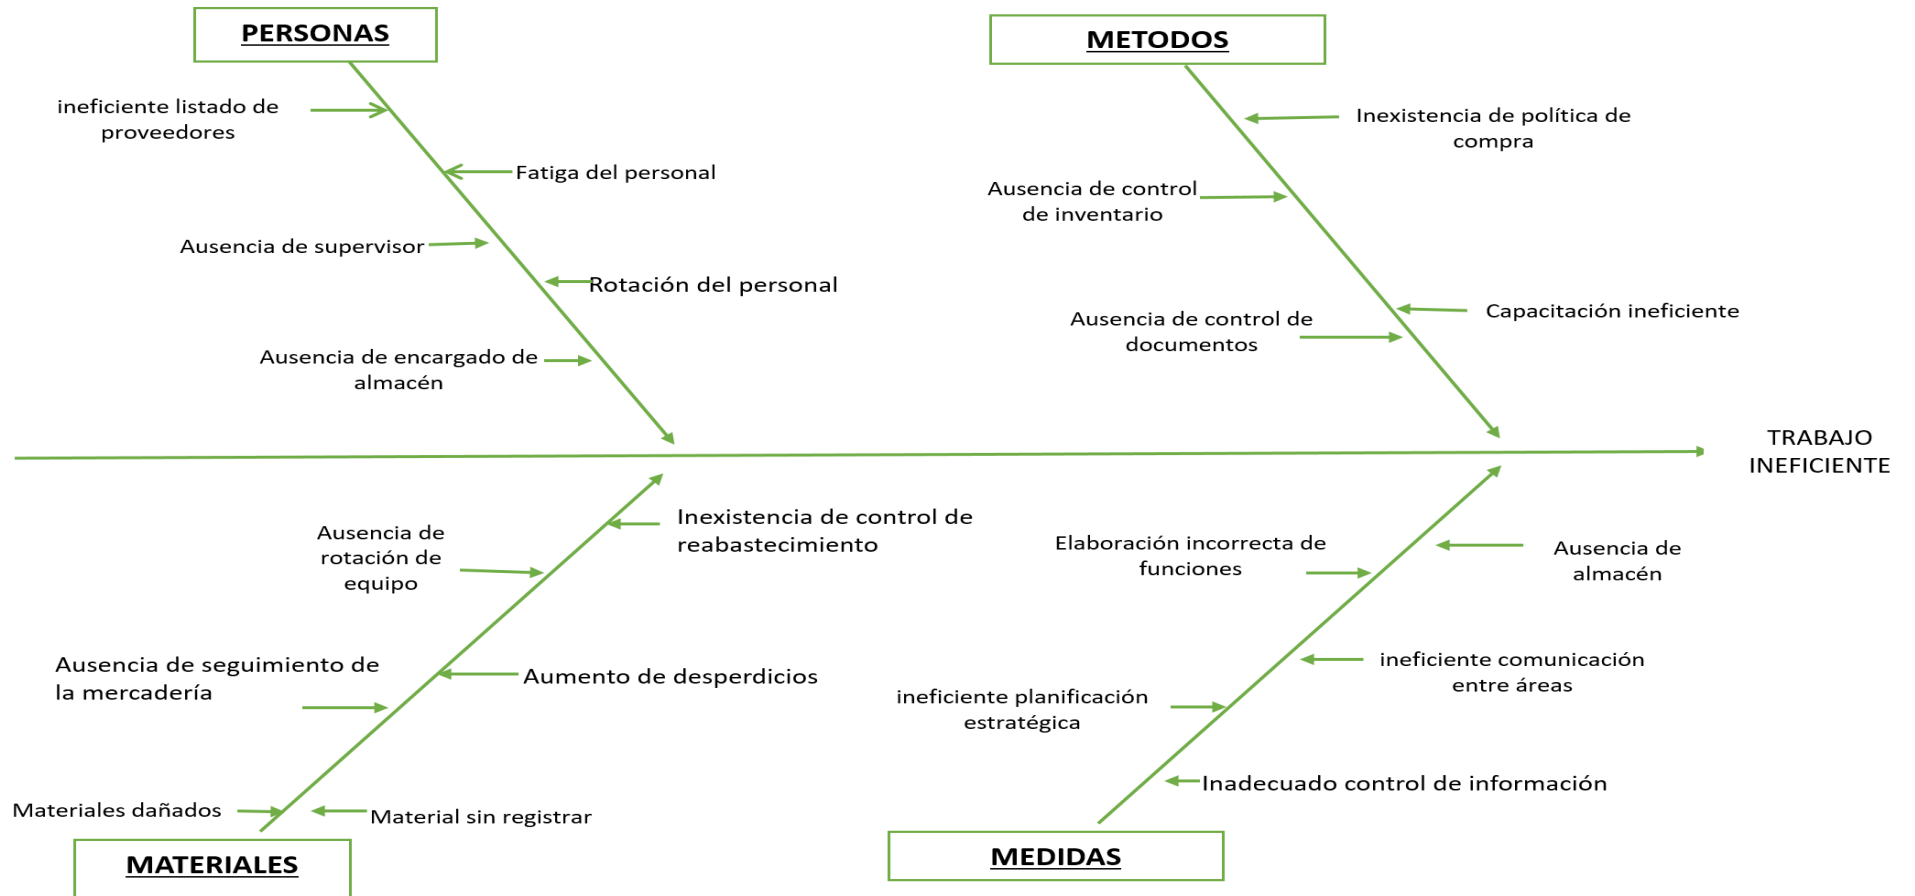 PERSONAS
ineficiente listado de
proveedores
Fatiga del personal
Ausencia de supervisor
Rotación del personal
Ausencia de encargado de
almacén
METODOS
Inexistencia de política de
compra
Ausencia de control
de inventario
Capacitación ineficiente
Ausencia de control de
documentos
TRABAJO
INEFICIENTE
Inexistencia de control de
reabastecimiento
Ausencia de
rotación de
equipo
Ausencia de seguimiento de
la mercadería
Aumento de desperdicios
Materiales dañados
Material sin registrar
MATERIALES
Elaboración incorrecta de
funciones
Ausencia de
almacén
ineficiente comunicación
entre áreas
ineficiente planificación
estratégica
Inadecuado control de información
MEDIDAS